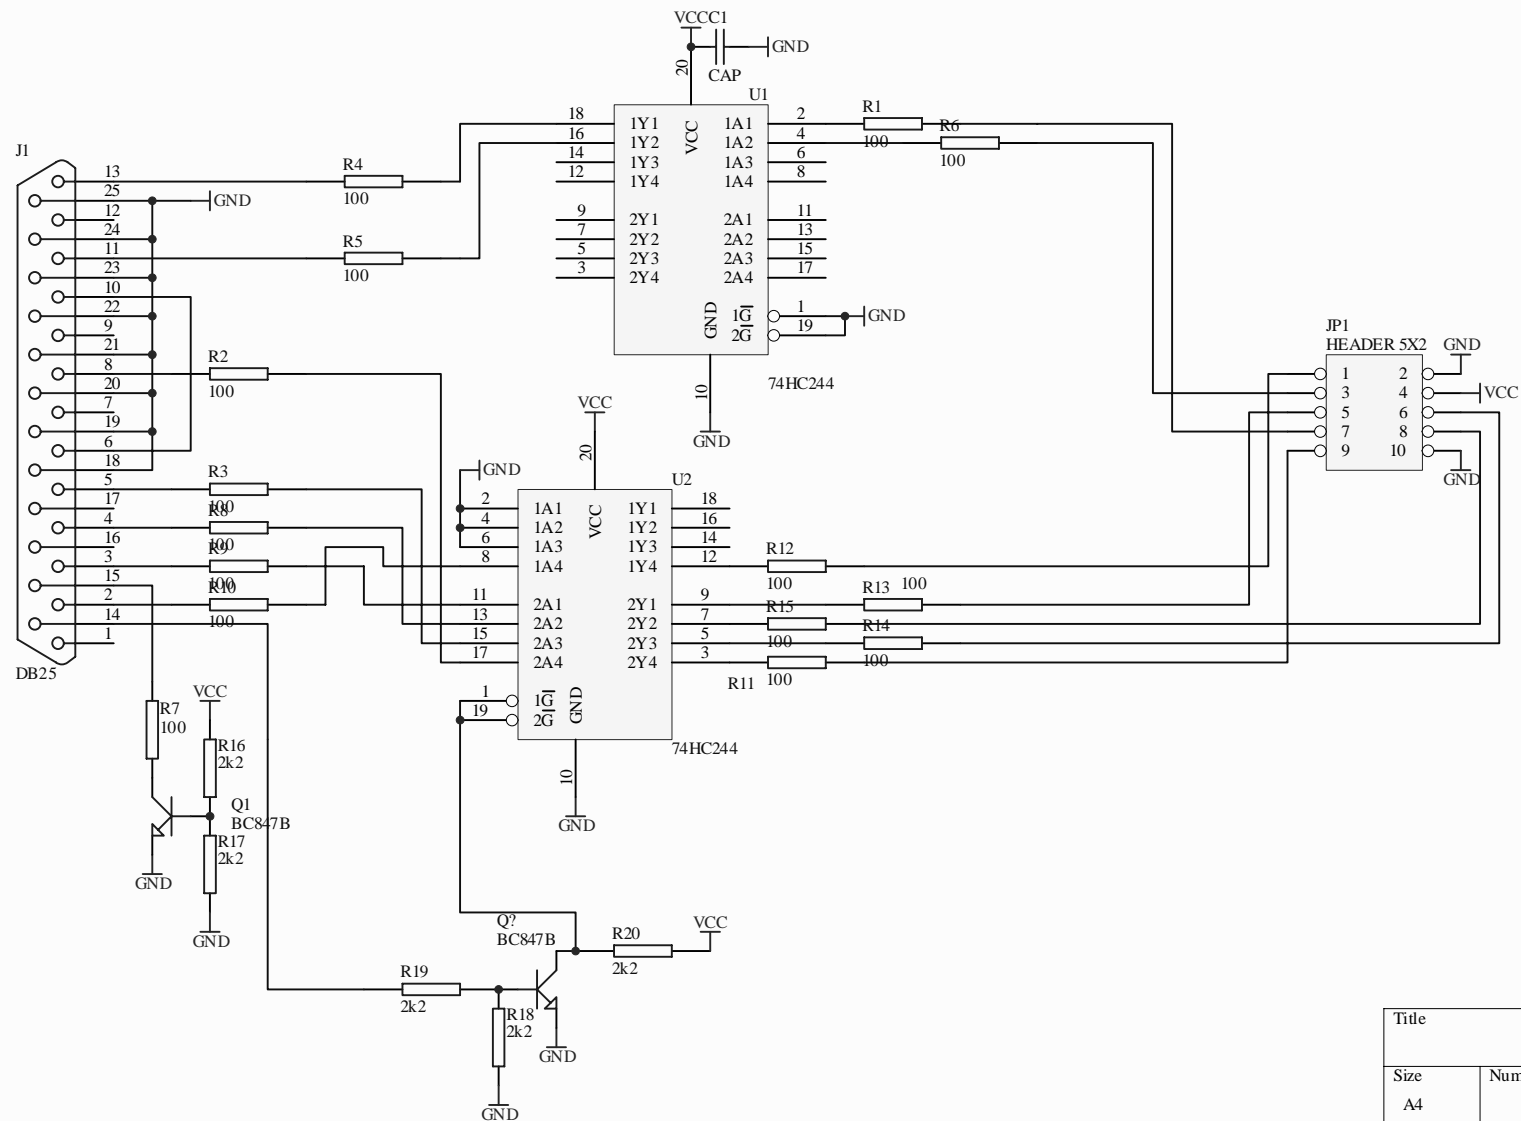 VCCC1
GND
20
CAP
U1
18 1Y1 VCC 1A1 2 R1
16 1Y2 1A2 4 100 R6
14 1Y3 1A3 6 100
12 1Y4 1A4 8
9 2Y1 2A1 11
7 2Y2 2A2 13
5 2Y3 2A3 15
3 2Y4 2A4 17
GND 1G 1 GND
2G 19
10
74HC244
GND
J1
13 R4
100
25 GND
12
24
11 R5
100
23
10
22
9
21
8 R2
100
20
7
19
6
18
5 R3
100
17
4 R8
100
16
3 R9
100
15
2 R10
100
14
1
DB25
JP1
HEADER 5X2 GND
1 2
3 4 VCC
5 6
7 8
9 10
GND
VCC
20
GND
U2
2 1A1 VCC 1Y1 18
4 1A2 1Y2 16
6 1A3 1Y3 14
8 1A4 1Y4 12 R12
100
11 2A1 2Y1 9 R13 100
13 2A2 2Y2 7 R15
100
15 2A3 2Y3 5 R14
100
17 2A4 2Y4 3 R11
100
1 1G GND
19 2G
10
74HC244
GND
R7
100
VCC
R16
2k2
Q1
BC847B
R17
2k2
GND
GND
Q?
BC847B
R20
2k2
VCC
R19
2k2
R18
2k2
GND
GND
Title
Size Num
A4